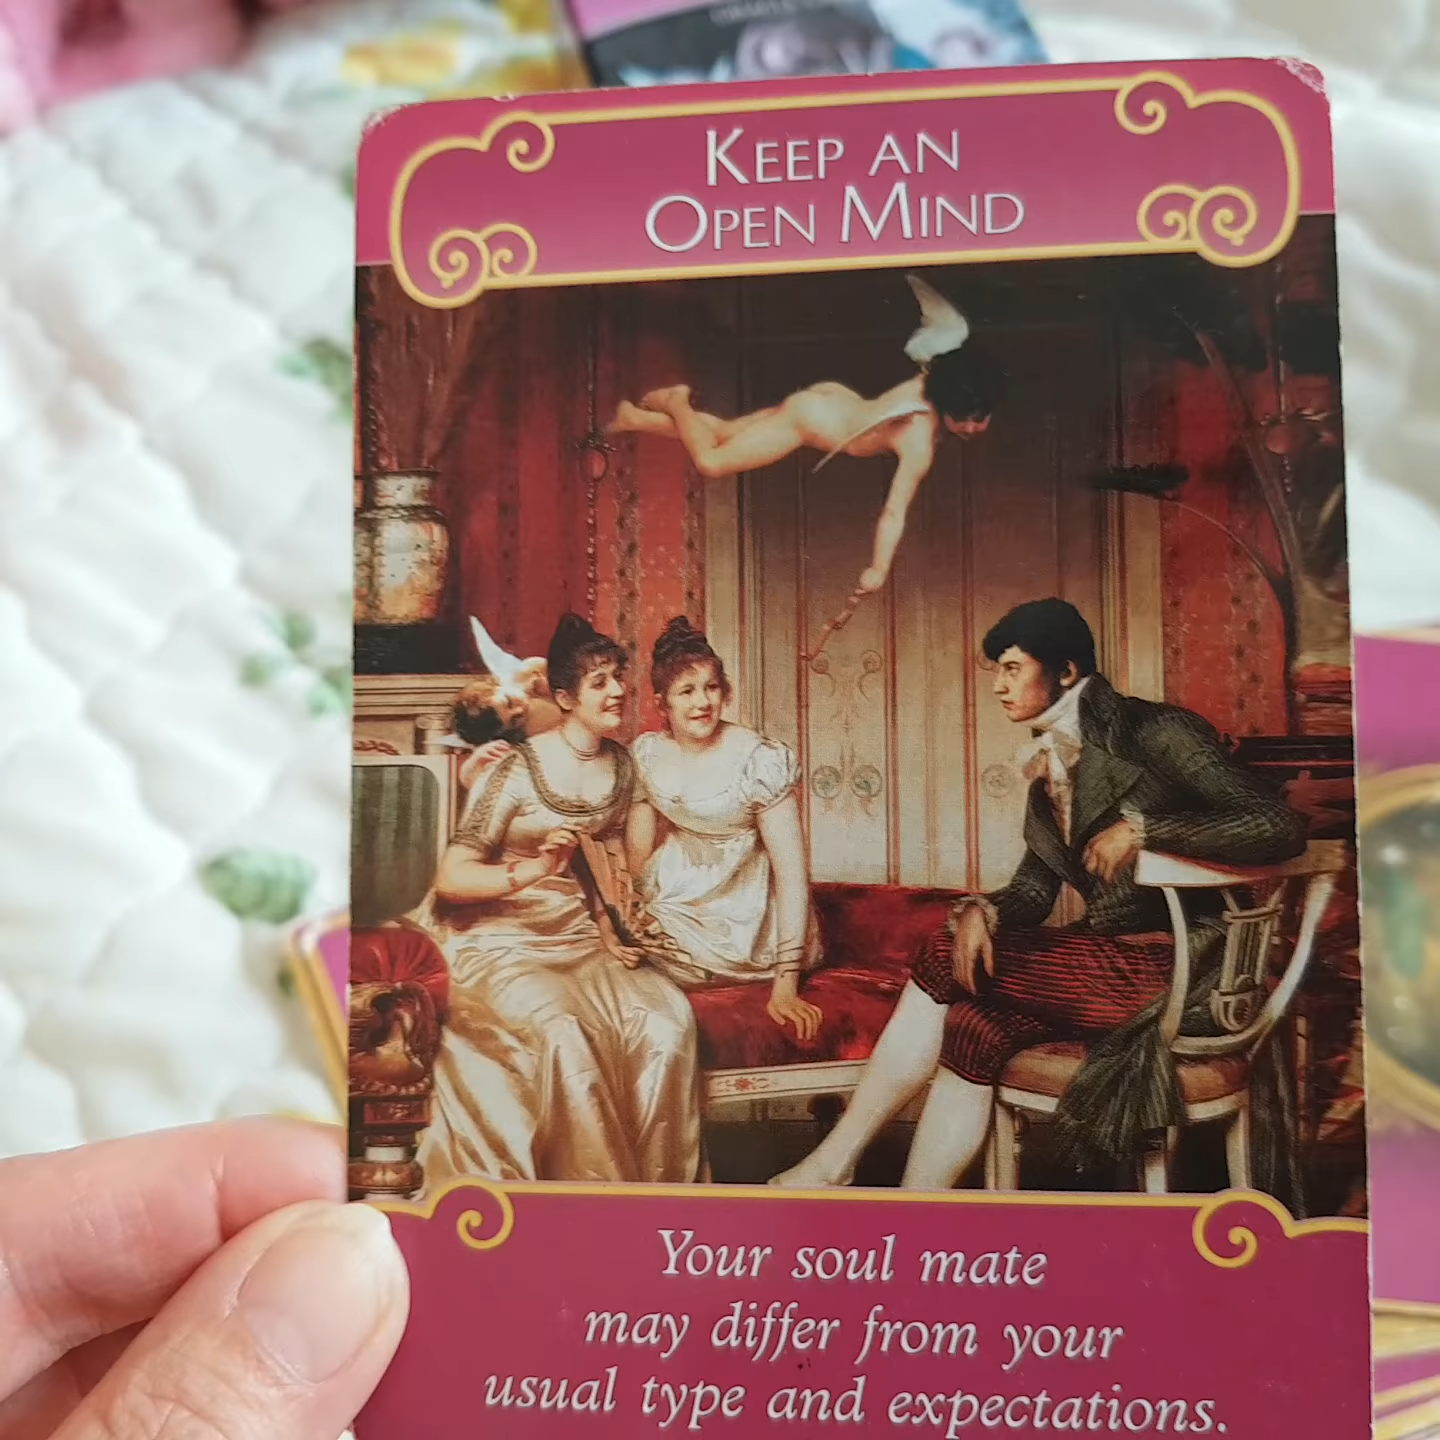 KEEP AN
OPEN MIND
Your soul mate
may differ from your
usual type and expectations.